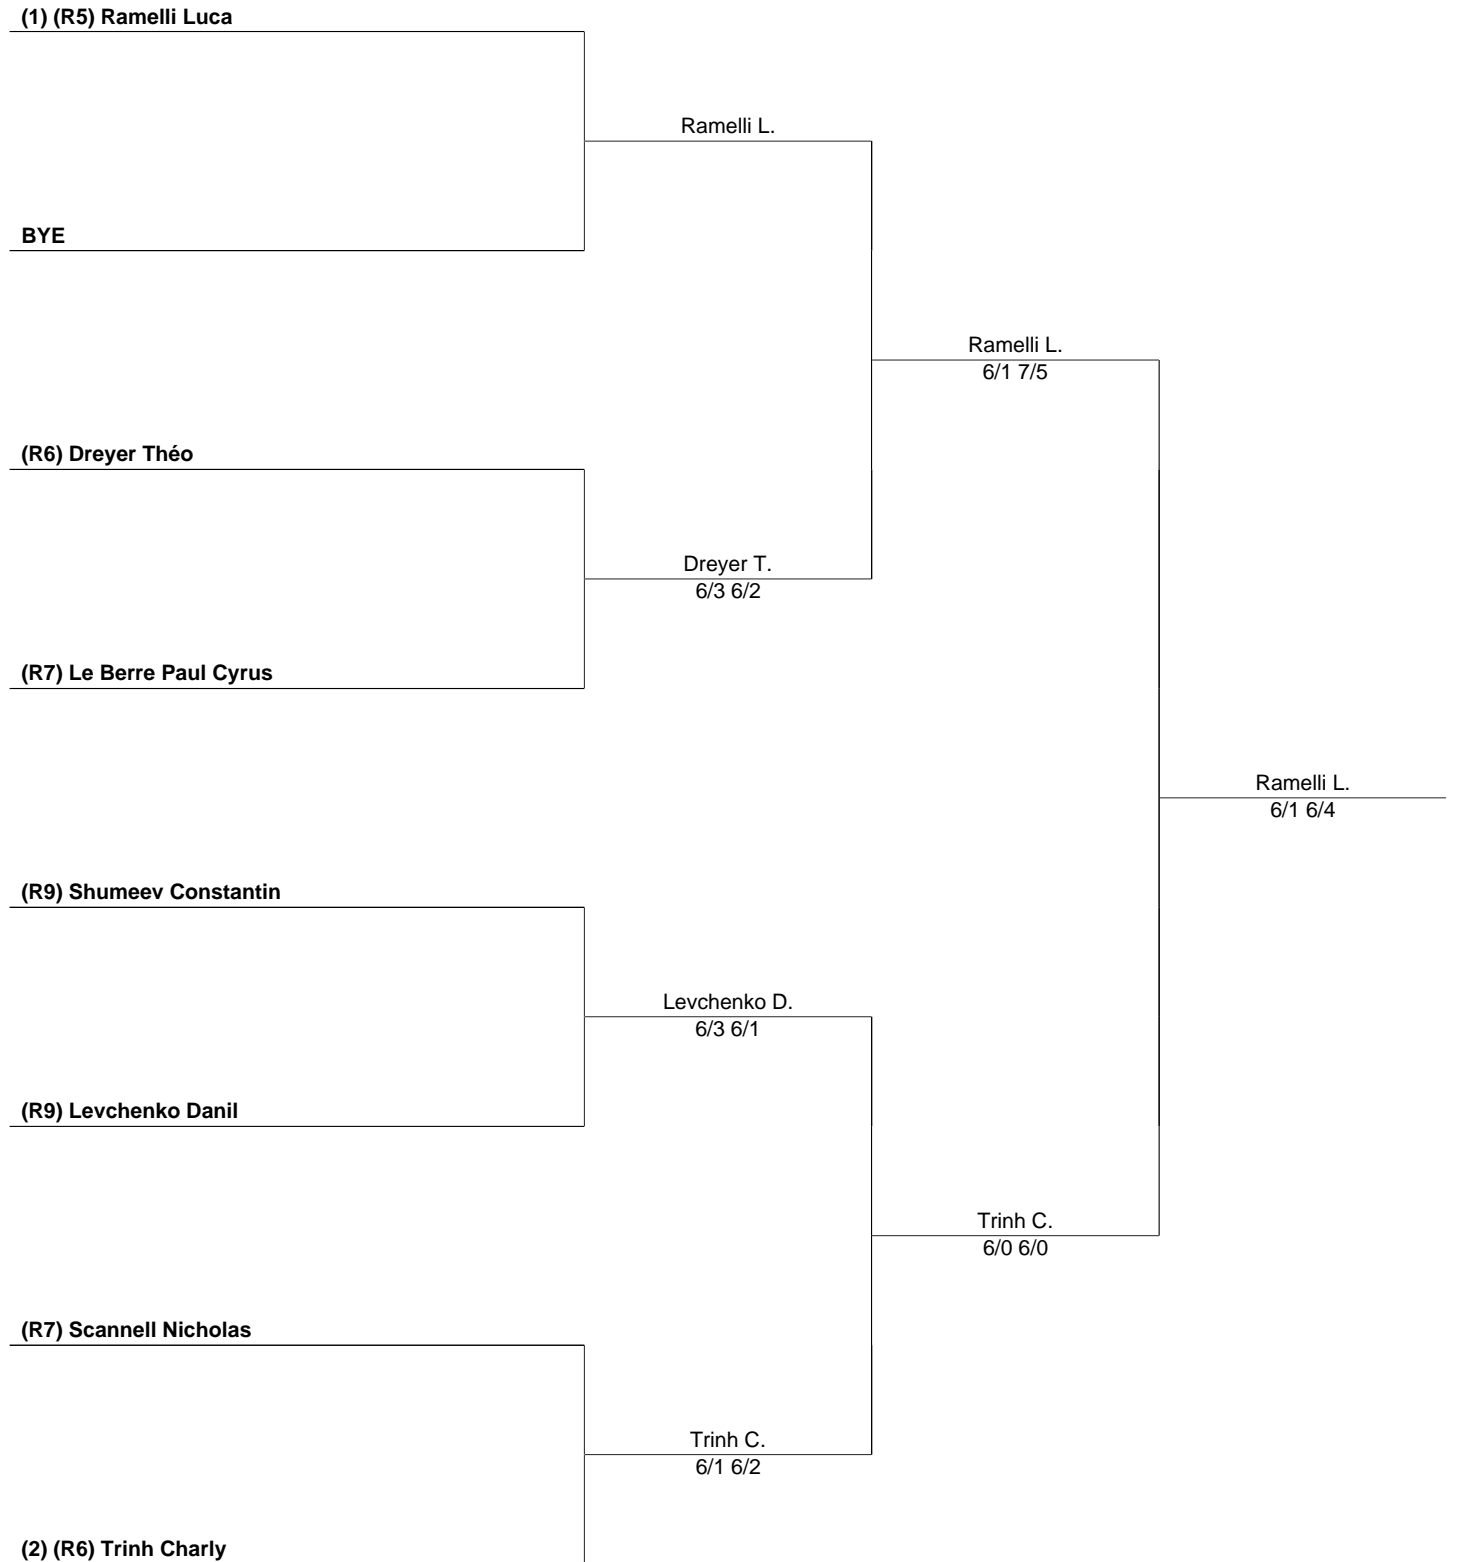 (1) (R5) Ramelli Luca
Ramelli L.
BYE
Ramelli L.
6/1 7/5
(R6) Dreyer Théo
Dreyer T.
6/3 6/2
(R7) Le Berre Paul Cyrus
Ramelli L.
6/1 6/4
(R9) Shumeev Constantin
Levchenko D.
6/3 6/1
(R9) Levchenko Danil
Trinh C.
6/0 6/0
(R7) Scannell Nicholas
Trinh C.
6/1 6/2
(2) (R6) Trinh Charly